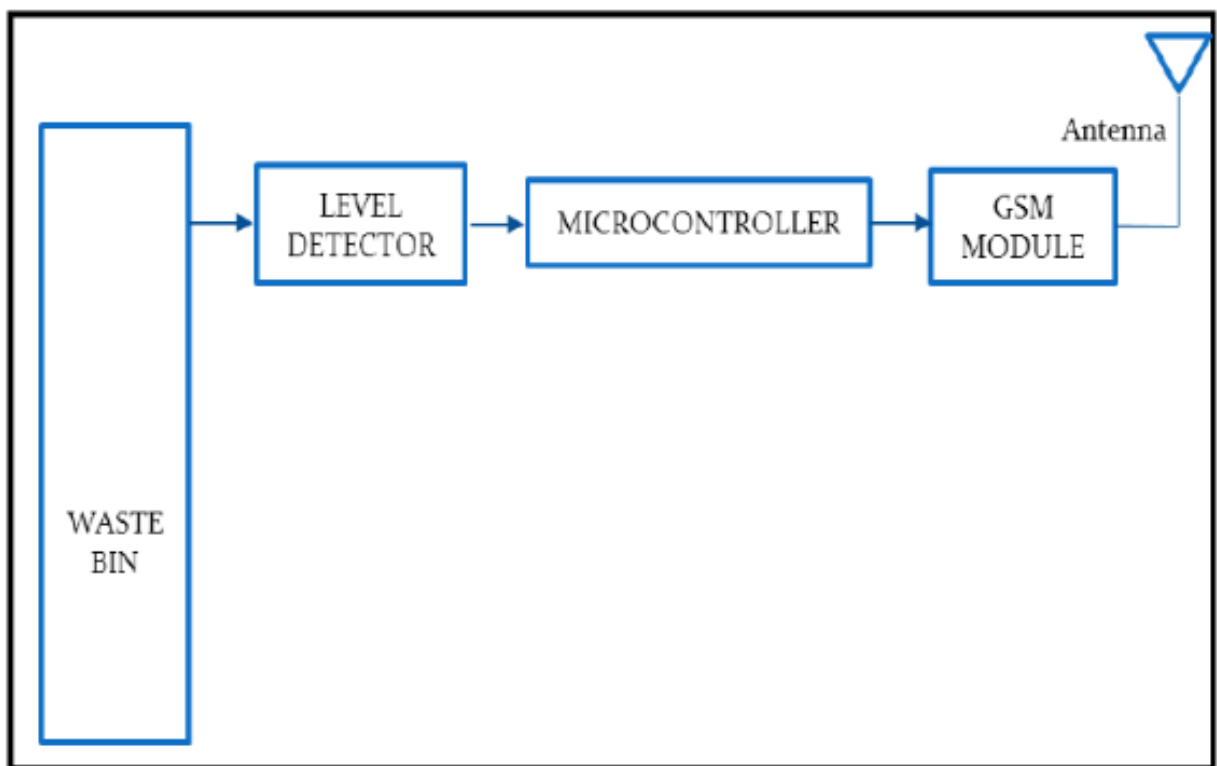 Antenna
LEVEL
DETECTOR
MICROCONTROLLER
GSM
MODULE
WASTE
BIN